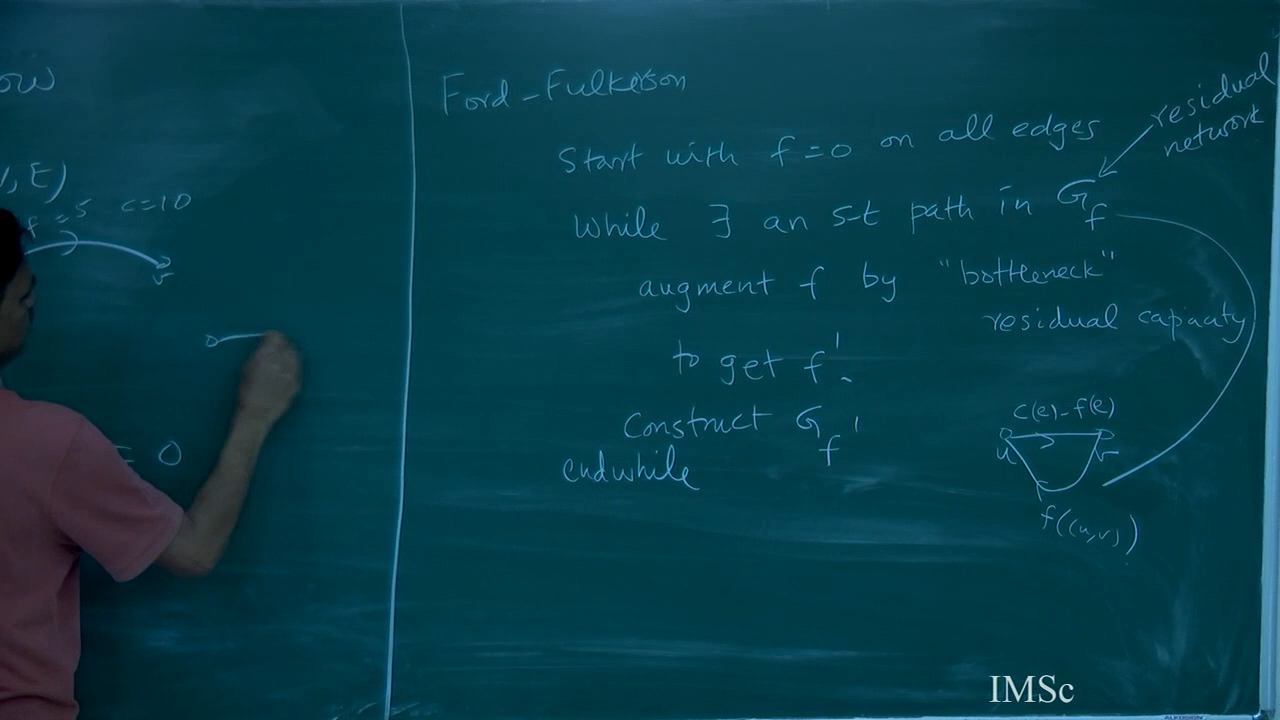 ow
, E)
f = 5 c=10
v
= 0
Ford-Fulkerson
Start with f=0 on all edges
While ∃ an s-t path in G_f
residual
network
augment f by "bottleneck"
residual capacity
to get f'.
Construct G_f'
endwhile
c(e)-f(e)
u v
f((u,v))
IMSc